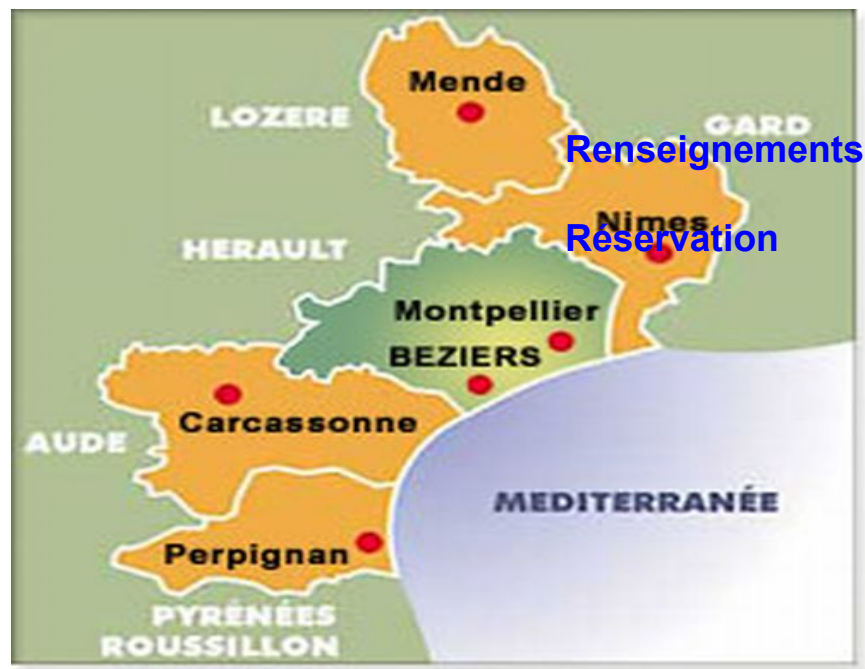 Mende
LOZERE
GARD
Renseignements
Nimes
Réservation
HERAULT
Montpellier
BEZIERS
Carcassonne
AUDE
MEDITERRANÉE
Perpignan
PYRÉNÉES
ROUSSILLON